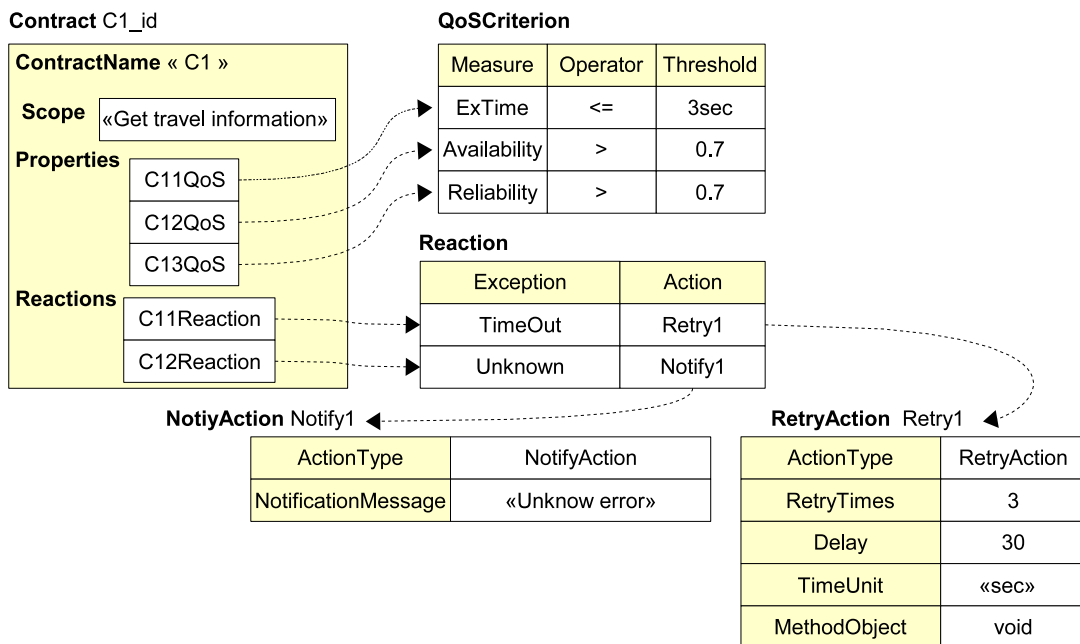 Contract C1_id
ContractName « C1 »
Scope «Get travel information»
Properties
C11QoS
C12QoS
C13QoS
Reactions
C11Reaction
C12Reaction
QoSCriterion
Measure Operator Threshold
ExTime <= 3sec
Availability > 0.7
Reliability > 0.7
Reaction
Exception Action
TimeOut Retry1
Unknown Notify1
NotiyAction Notify1
ActionType NotifyAction
NotificationMessage «Unknow error»
RetryAction Retry1
ActionType RetryAction
RetryTimes 3
Delay 30
TimeUnit «sec»
MethodObject void